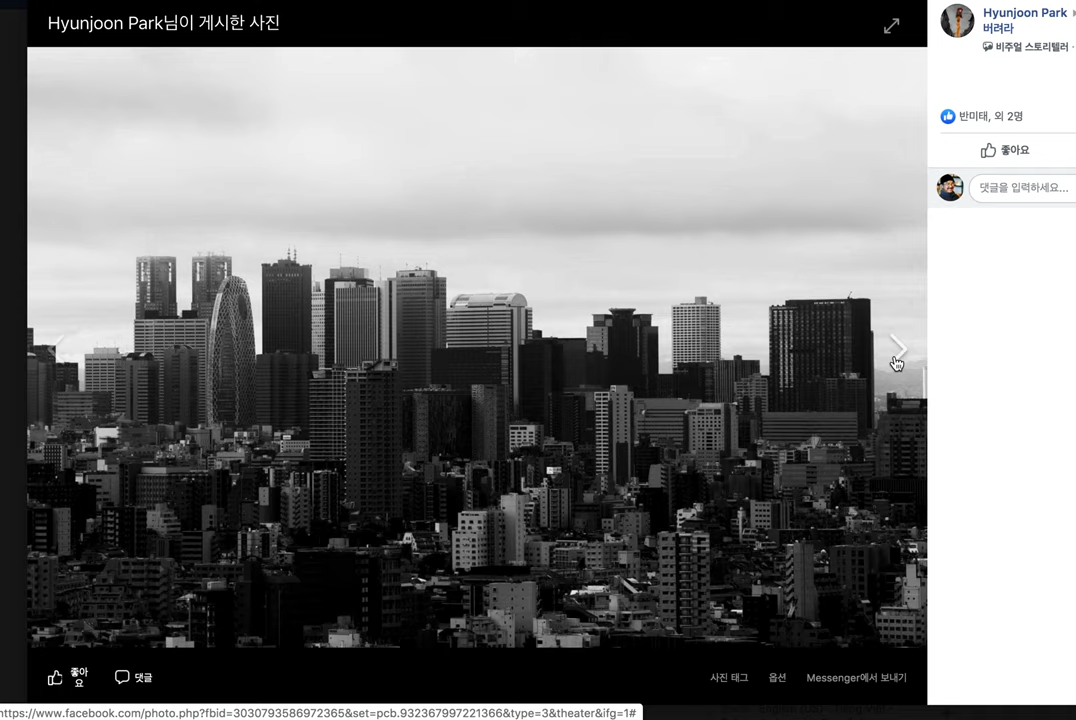 Hyunjoon Park님이 게시한 사진
Hyunjoon Park
버려라
비주얼 스토리텔러 ·
반미태, 외 2명
좋아요
댓글을 입력하세요...
좋아
요
댓글
사진 태그
옵션
Messenger에서 보내기
https://www.facebook.com/photo.php?fbid=3030793586972365&set=pcb.932367997221366&type=3&theater&ifg=1#